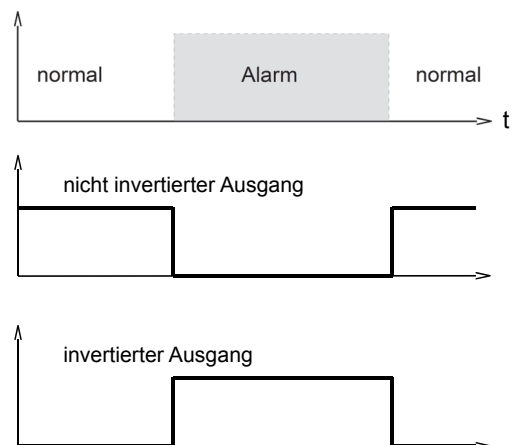 normal Alarm normal
t
nicht invertierter Ausgang
invertierter Ausgang